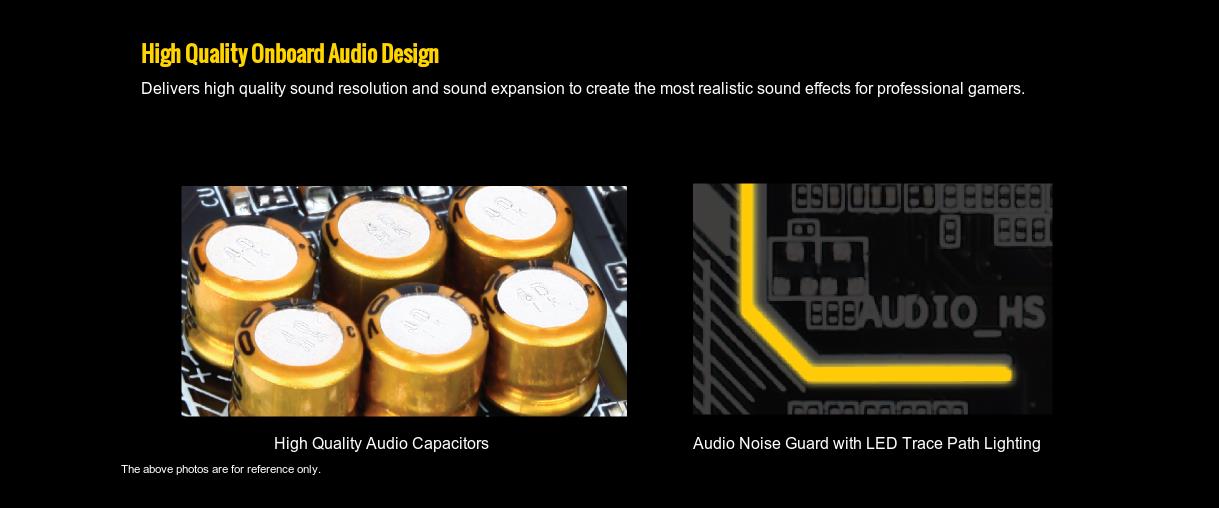 High Quality Onboard Audio Design
Delivers high quality sound resolution and sound expansion to create the most realistic sound effects for professional gamers.
AUDIO_HS
High Quality Audio Capacitors
Audio Noise Guard with LED Trace Path Lighting
The above photos are for reference only.